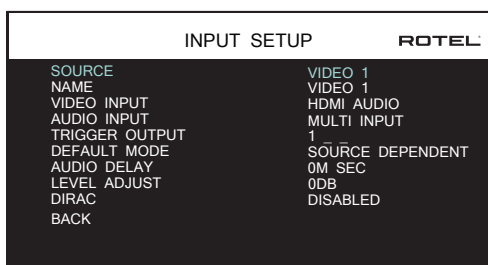 INPUT SETUP ROTEL
SOURCE VIDEO 1
NAME VIDEO 1
VIDEO INPUT HDMI AUDIO
AUDIO INPUT MULTI INPUT
TRIGGER OUTPUT 1 _ _
DEFAULT MODE SOURCE DEPENDENT
AUDIO DELAY 0M SEC
LEVEL ADJUST 0DB
DIRAC DISABLED
BACK